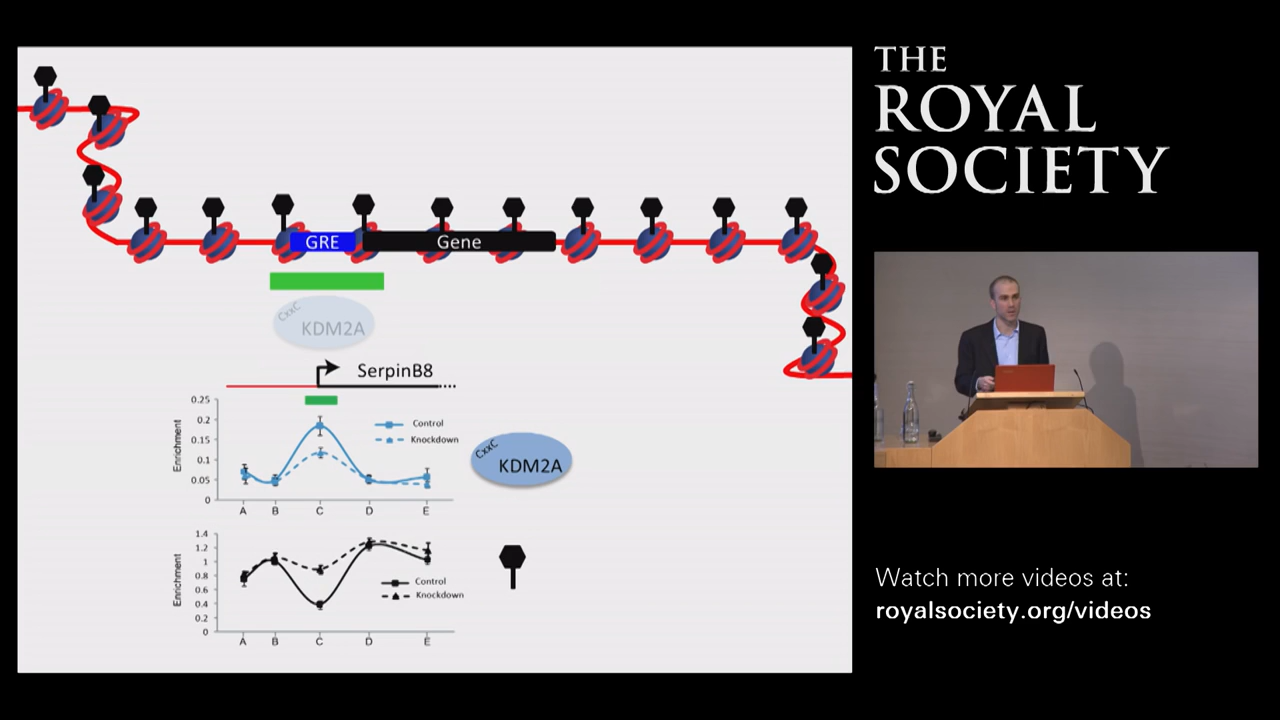 THE
ROYAL
SOCIETY
GRE
Gene
CxxC
KDM2A
SerpinB8
0.25
0.2
0.15
0.1
0.05
0
Enrichment
Control
Knockdown
A B C D E
CxxC
KDM2A
1.4
1.2
1
0.8
0.6
0.4
0.2
0
Enrichment
Control
Knockdown
A B C D E
Watch more videos at:
royalsociety.org/videos